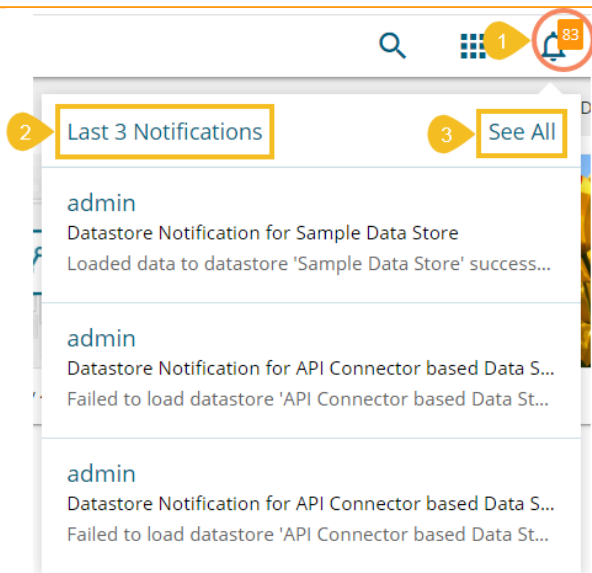 1
83
D
2
Last 3 Notifications
3
See All
admin
Datastore Notification for Sample Data Store
Loaded data to datastore 'Sample Data Store' success...
admin
Datastore Notification for API Connector based Data S...
Failed to load datastore 'API Connector based Data St...
admin
Datastore Notification for API Connector based Data S...
Failed to load datastore 'API Connector based Data St...